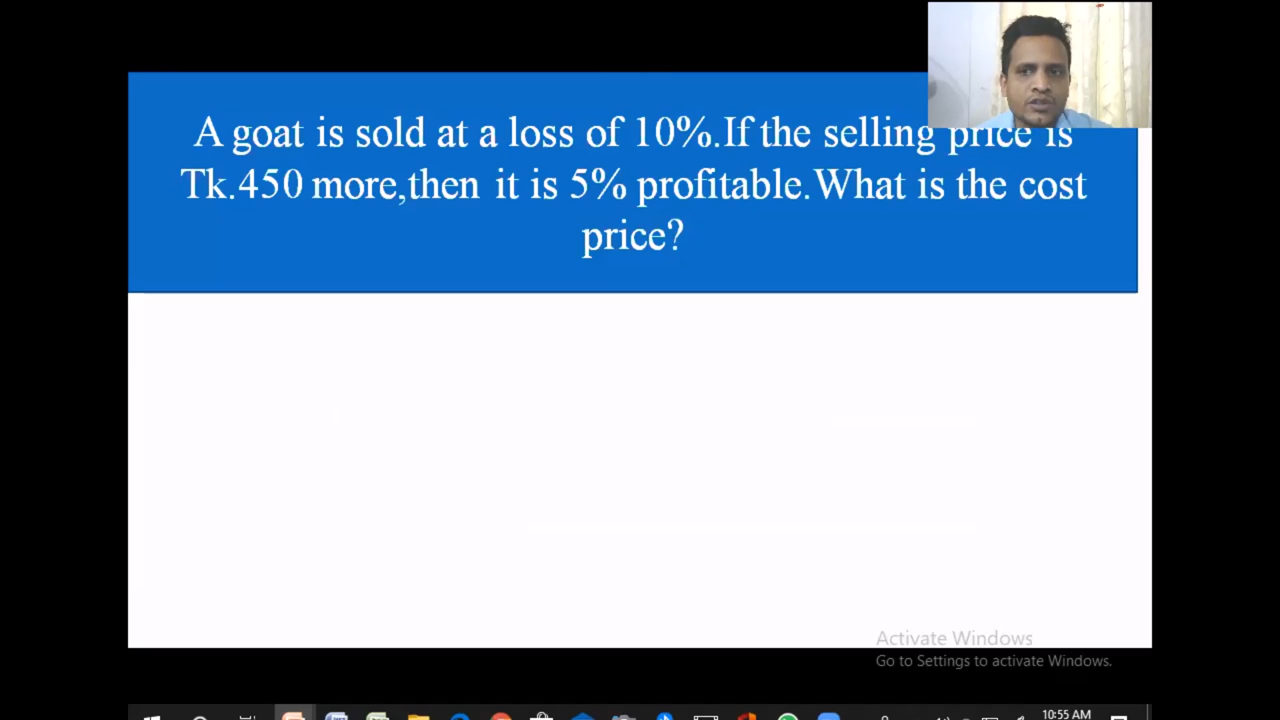 A goat is sold at a loss of 10%.If the selling price is
Tk.450 more,then it is 5% profitable.What is the cost
price?
Activate Windows
Go to Settings to activate Windows.
10:55 AM